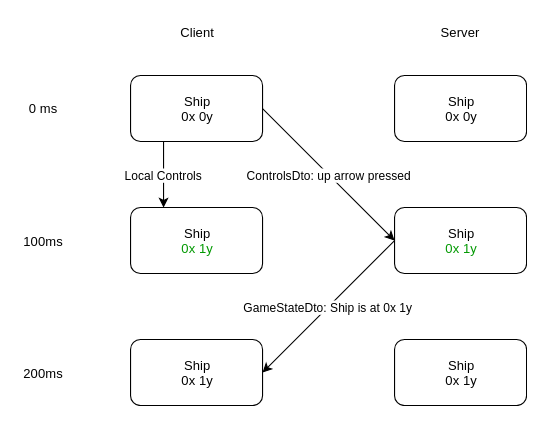 Client
Server
0 ms
Ship
0x 0y
Ship
0x 0y
Local Controls
ControlsDto: up arrow pressed
100ms
Ship
0x 1y
Ship
0x 1y
GameStateDto: Ship is at 0x 1y
200ms
Ship
0x 1y
Ship
0x 1y